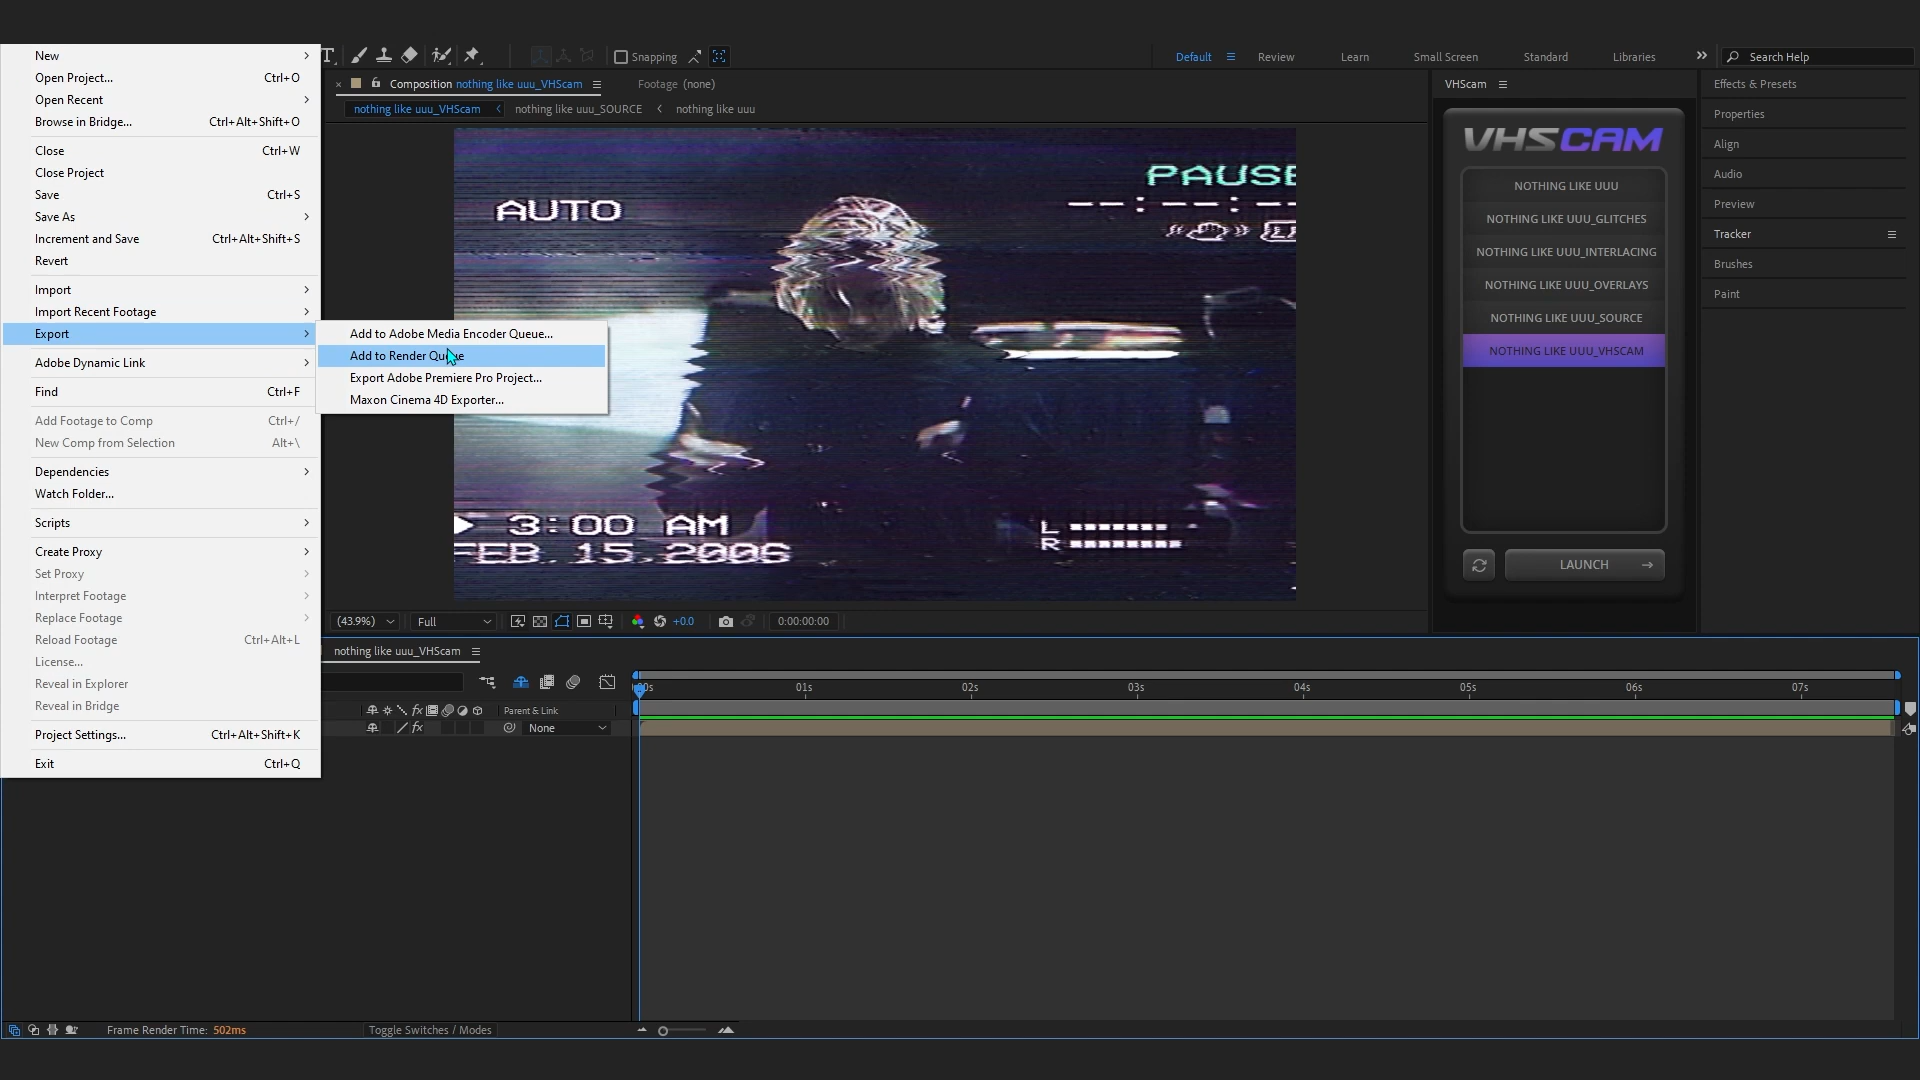 New
Open Project... Ctrl+O
Open Recent
Browse in Bridge... Ctrl+Alt+Shift+O
Close Ctrl+W
Close Project
Save Ctrl+S
Save As
Increment and Save Ctrl+Alt+Shift+S
Revert
Import
Import Recent Footage
Export
Adobe Dynamic Link
Find Ctrl+F
Add Footage to Comp Ctrl+/
New Comp from Selection Alt+\
Dependencies
Watch Folder...
Scripts
Create Proxy
Set Proxy
Interpret Footage
Replace Footage
Reload Footage Ctrl+Alt+L
License...
Reveal in Explorer
Reveal in Bridge
Project Settings... Ctrl+Alt+Shift+K
Exit Ctrl+Q
Add to Adobe Media Encoder Queue...
Add to Render Queue
Export Adobe Premiere Pro Project...
Maxon Cinema 4D Exporter...
Snapping
Default Review Learn Small Screen Standard Libraries
Search Help
Composition nothing like uuu_VHScam
Footage (none)
nothing like uuu_VHScam nothing like uuu_SOURCE nothing like uuu
AUTO
PAUSE
--:--:-
3:00 AM
FEB.15.2006
L
R
(43.9%) Full +0.0 0:00:00:00
VHScam
VHSCAM
NOTHING LIKE UUU
NOTHING LIKE UUU_GLITCHES
NOTHING LIKE UUU_INTERLACING
NOTHING LIKE UUU_OVERLAYS
NOTHING LIKE UUU_SOURCE
NOTHING LIKE UUU_VHSCAM
LAUNCH
Effects & Presets
Properties
Align
Audio
Preview
Tracker
Brushes
Paint
nothing like uuu_VHScam
00s 01s 02s 03s 04s 05s 06s 07s
fx Parent & Link
fx None
Frame Render Time: 502ms
Toggle Switches / Modes